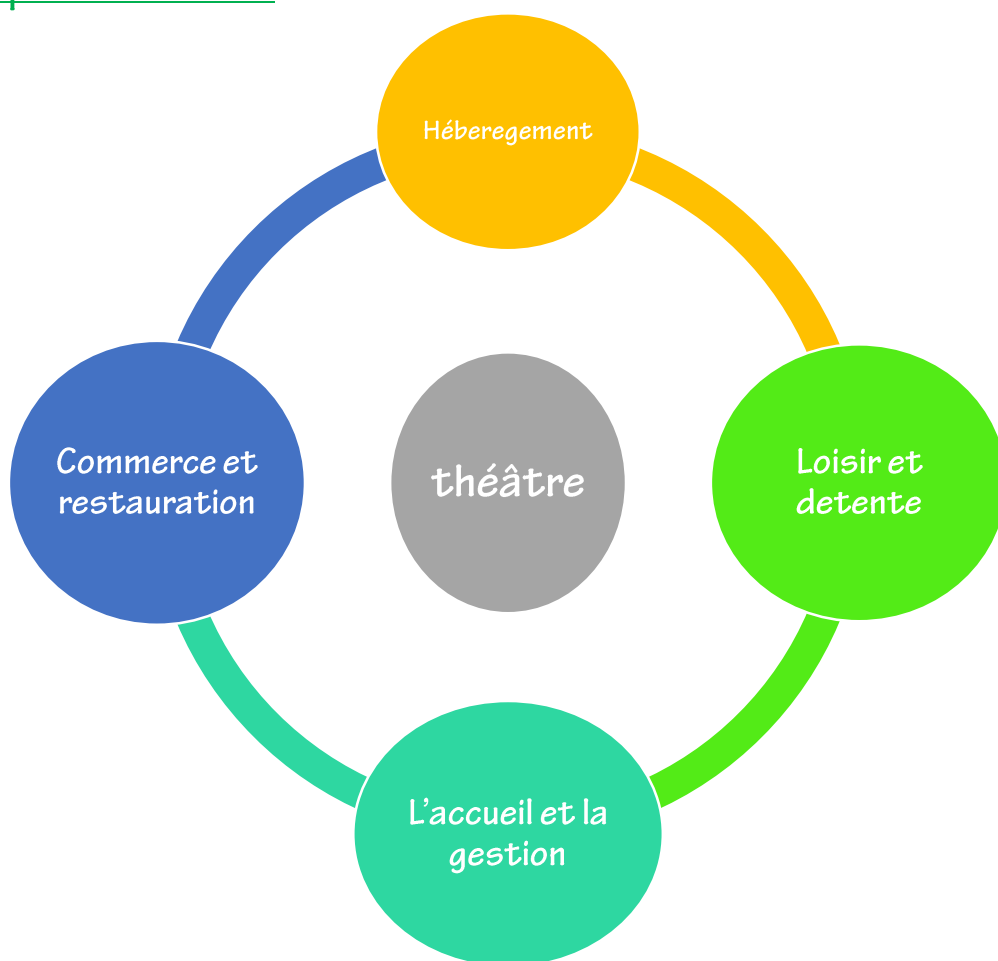 Héberegement
Commerce et
restauration
théâtre
Loisir et
detente
L'accueil et la
gestion